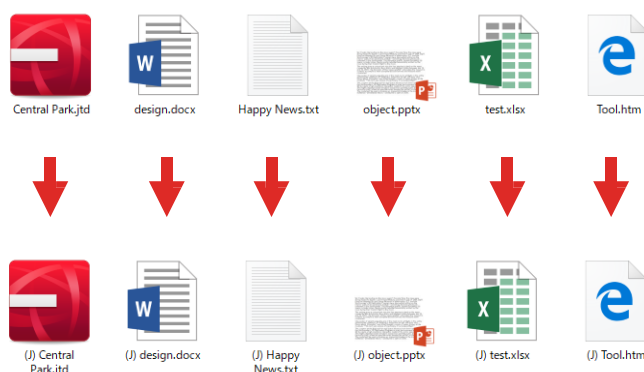 Central Park.jtd
design.docx
Happy News.txt
object.pptx
test.xlsx
Tool.htm
(J) Central
Park.jtd
(J) design.docx
(J) Happy
News.txt
(J) object.pptx
(J) test.xlsx
(J) Tool.htm